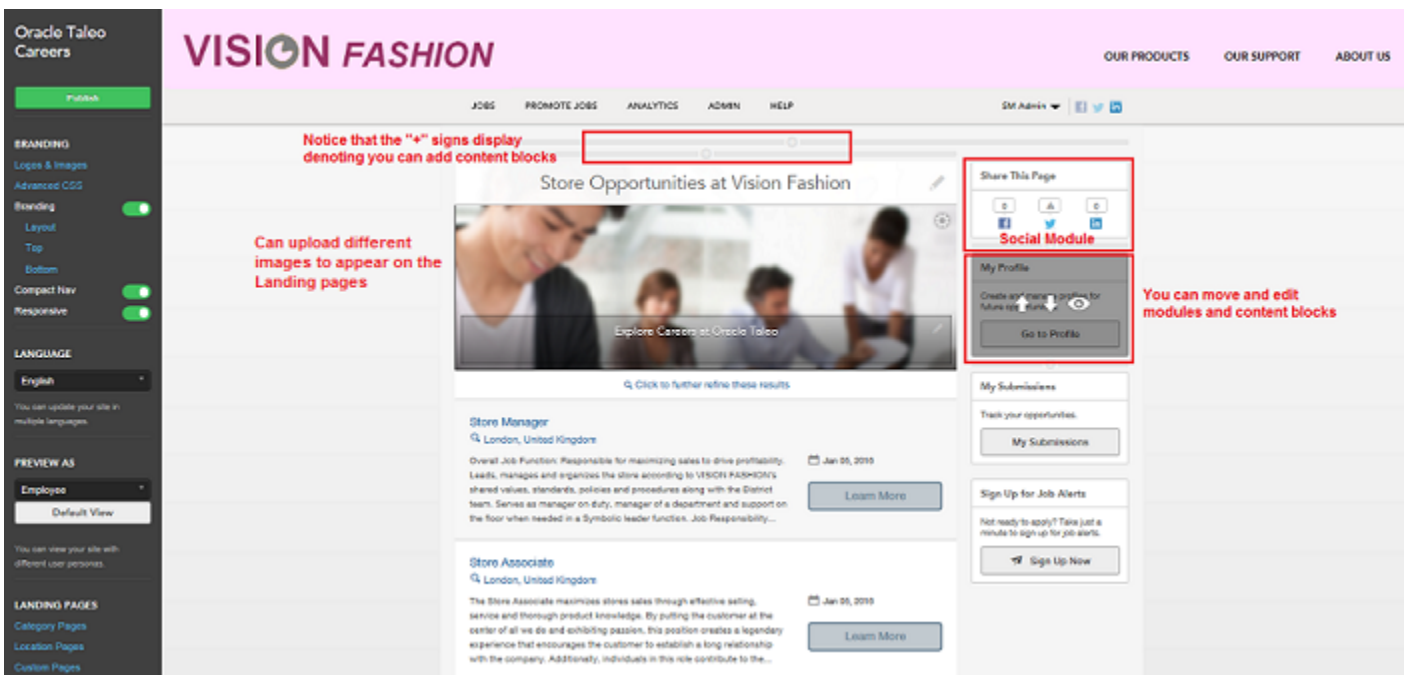 Oracle Taleo
Careers
Publish
BRANDING
Logos & Images
Advanced CSS
Branding
Layout
Top
Bottom
Compact Nav
Responsive
LANGUAGE
English
You can update your site in
multiple languages.
PREVIEW AS
Employee
Default View
You can view your site with
different user personas.
LANDING PAGES
Category Pages
Location Pages
Custom Pages
VISION FASHION
OUR PRODUCTS OUR SUPPORT ABOUT US
JOBS PROMOTE JOBS ANALYTICS ADMIN HELP SM Admin
Notice that the "+" signs display
denoting you can add content blocks
Store Opportunities at Vision Fashion
Can upload different
images to appear on the
Landing pages
Explore Careers at Oracle Taleo
Click to further refine these results
Store Manager
London, United Kingdom
Overall Job Function: Responsible for maximizing sales to drive profitability.
Leads, manages and organizes the store according to VISION FASHION's
shared values, standards, policies and procedures along with the District
team. Serves as manager on duty, manager of a department and support on
the floor when needed in a Symbolic leader function. Job Responsibility...
Jan 05, 2016
Learn More
Store Associate
London, United Kingdom
The Store Associate maximizes stores sales through effective selling,
service and thorough product knowledge. By putting the customer at the
center of all we do and exhibiting passion, this position creates a legendary
experience that encourages the customer to establish a long relationship
with the company. Additionally, individuals in this role contribute to the...
Jan 05, 2016
Learn More
Share This Page
0 0
Social Module
My Profile
Create and manage profiles for
future
Go to Profile
You can move and edit
modules and content blocks
My Submissions
Track your opportunities.
My Submissions
Sign Up for Job Alerts
Not ready to apply? Take just a
minute to sign up for job alerts.
Sign Up Now